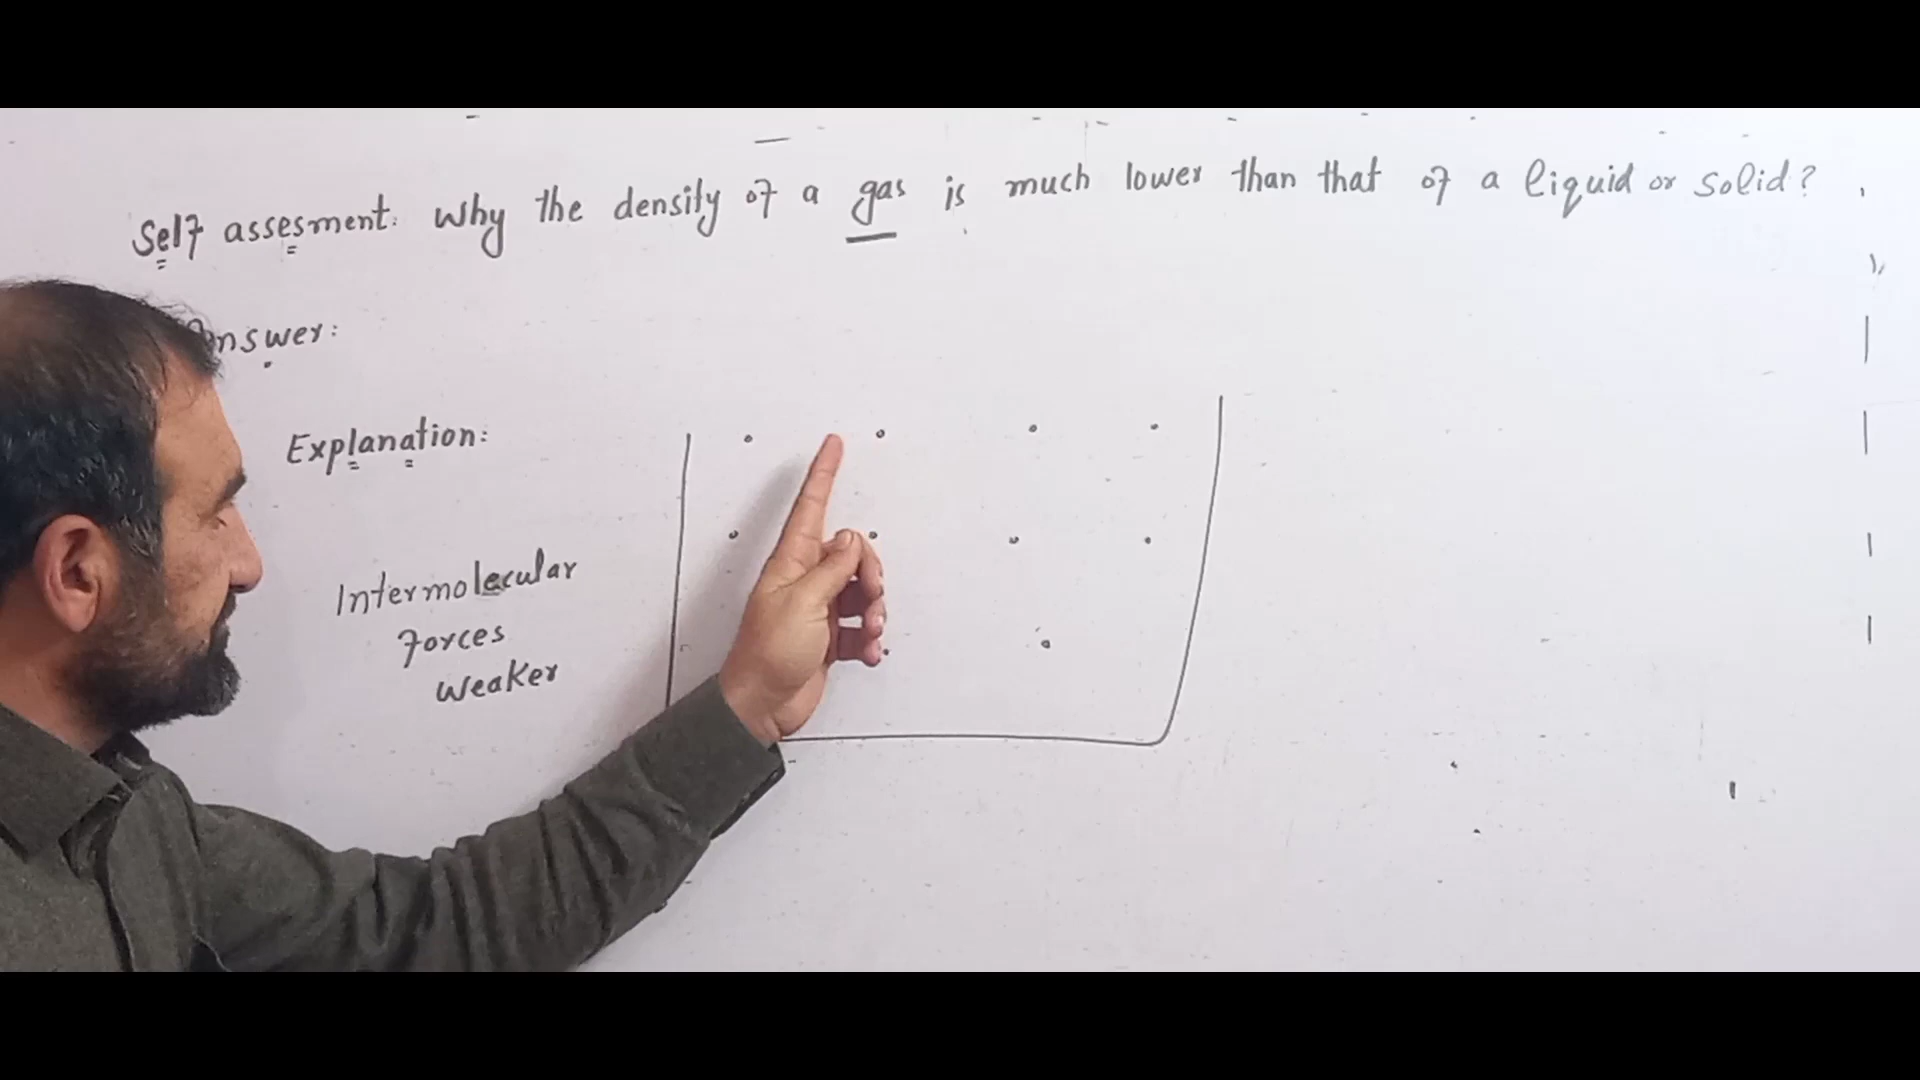 Self assesment: Why the density of a gas is much lower than that of a liquid or solid?
Answer:
Explanation:
Intermolecular
Forces
Weaker